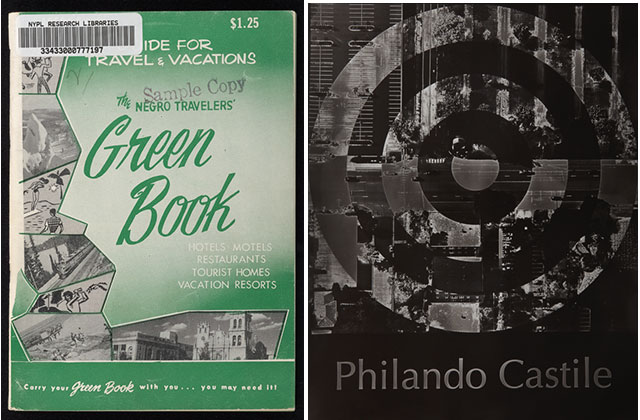 NYPL RESEARCH LIBRARIES
33433000777197
$1.25
IDE FOR
TRAVEL & VACATIONS
Sample Copy
The NEGRO TRAVELERS'
Green
Book
HOTELS·MOTELS
RESTAURANTS
TOURIST HOMES
VACATION RESORTS
Carry your Green Book with you . . . you may need it!
Philando Castile